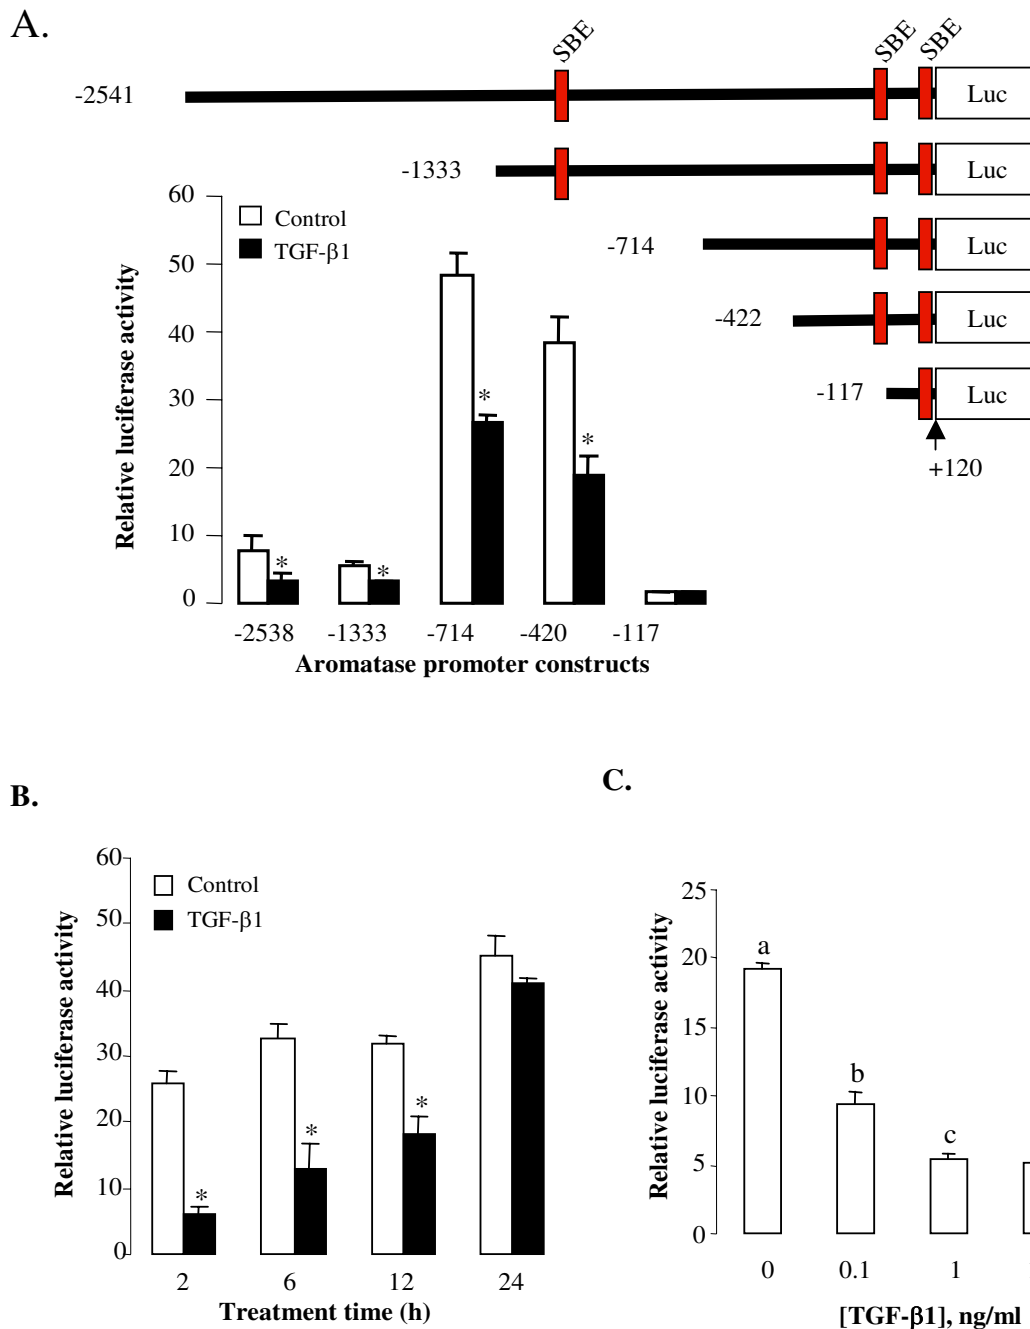 A.
SBE
SBE
SBE
-2541
Luc
-1333
Luc
-714
Luc
-422
Luc
-117
Luc
+120
Control
TGF-β1
Relative luciferase activity
60
50
40
30
20
10
0
*
*
*
*
-2538 -1333 -714 -420 -117
Aromatase promoter constructs
B.
Control
TGF-β1
Relative luciferase activity
60
50
40
30
20
10
0
*
*
*
2 6 12 24
Treatment time (h)
C.
Relative luciferase activity
25
20
15
10
5
0
a
b
c
0 0.1 1
[TGF-β1], ng/ml